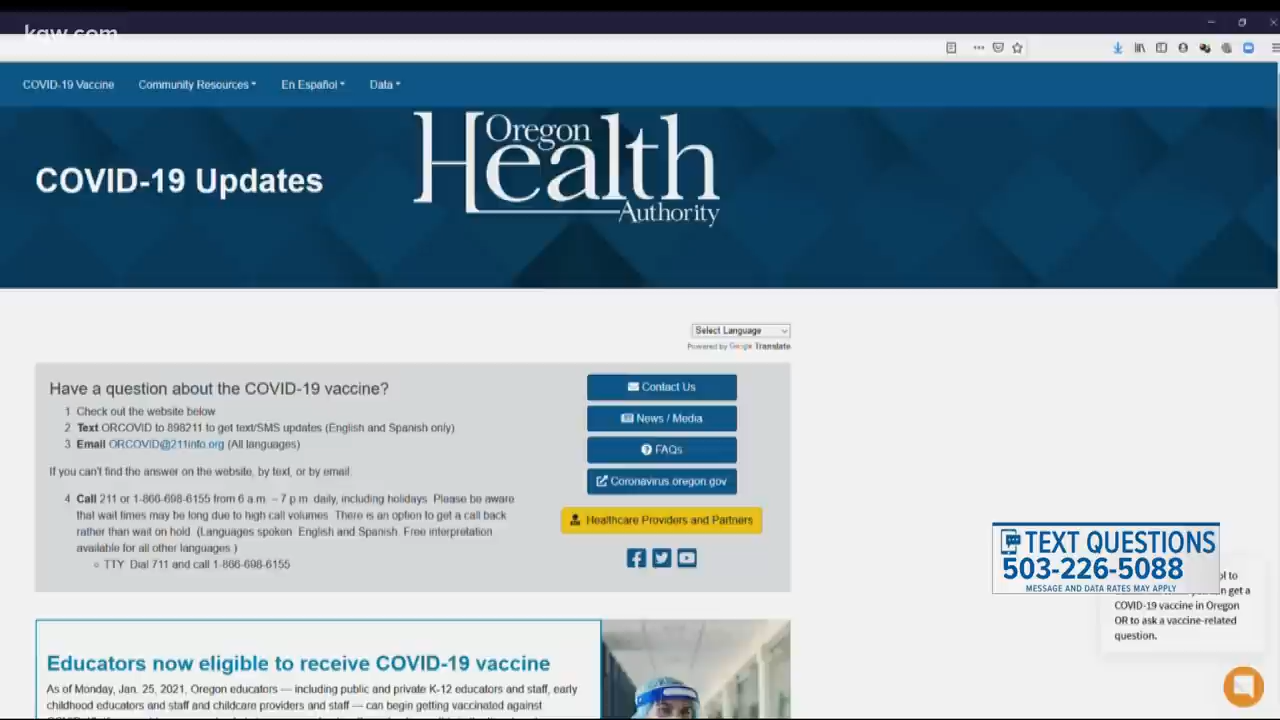 kgw.com
COVID-19 Vaccine Community Resources En Español Data
COVID-19 Updates
Oregon
Health
Authority
Select Language
Powered by Google Translate
Have a question about the COVID-19 vaccine?
1 Check out the website below
2 Text ORCOVID to 898211 to get text/SMS updates (English and Spanish only)
3 Email ORCOVID@211info.org (All languages)
If you can't find the answer on the website, by text, or by email:
4 Call 211 or 1-866-698-6155 from 6 a.m. – 7 p.m. daily, including holidays. Please be aware
that wait times may be long due to high call volumes. There is an option to get a call back
rather than wait on hold. (Languages spoken: English and Spanish. Free interpretation
available for all other languages.)
TTY: Dial 711 and call 1-866-698-6155
Contact Us
News / Media
FAQs
Coronavirus.oregon.gov
Healthcare Providers and Partners
TEXT QUESTIONS
503-226-5088
MESSAGE AND DATA RATES MAY APPLY
to
get a
COVID-19 vaccine in Oregon
OR to ask a vaccine-related
question.
Educators now eligible to receive COVID-19 vaccine
As of Monday, Jan. 25, 2021, Oregon educators — including public and private K-12 educators and staff, early
childhood educators and staff and childcare providers and staff — can begin getting vaccinated against